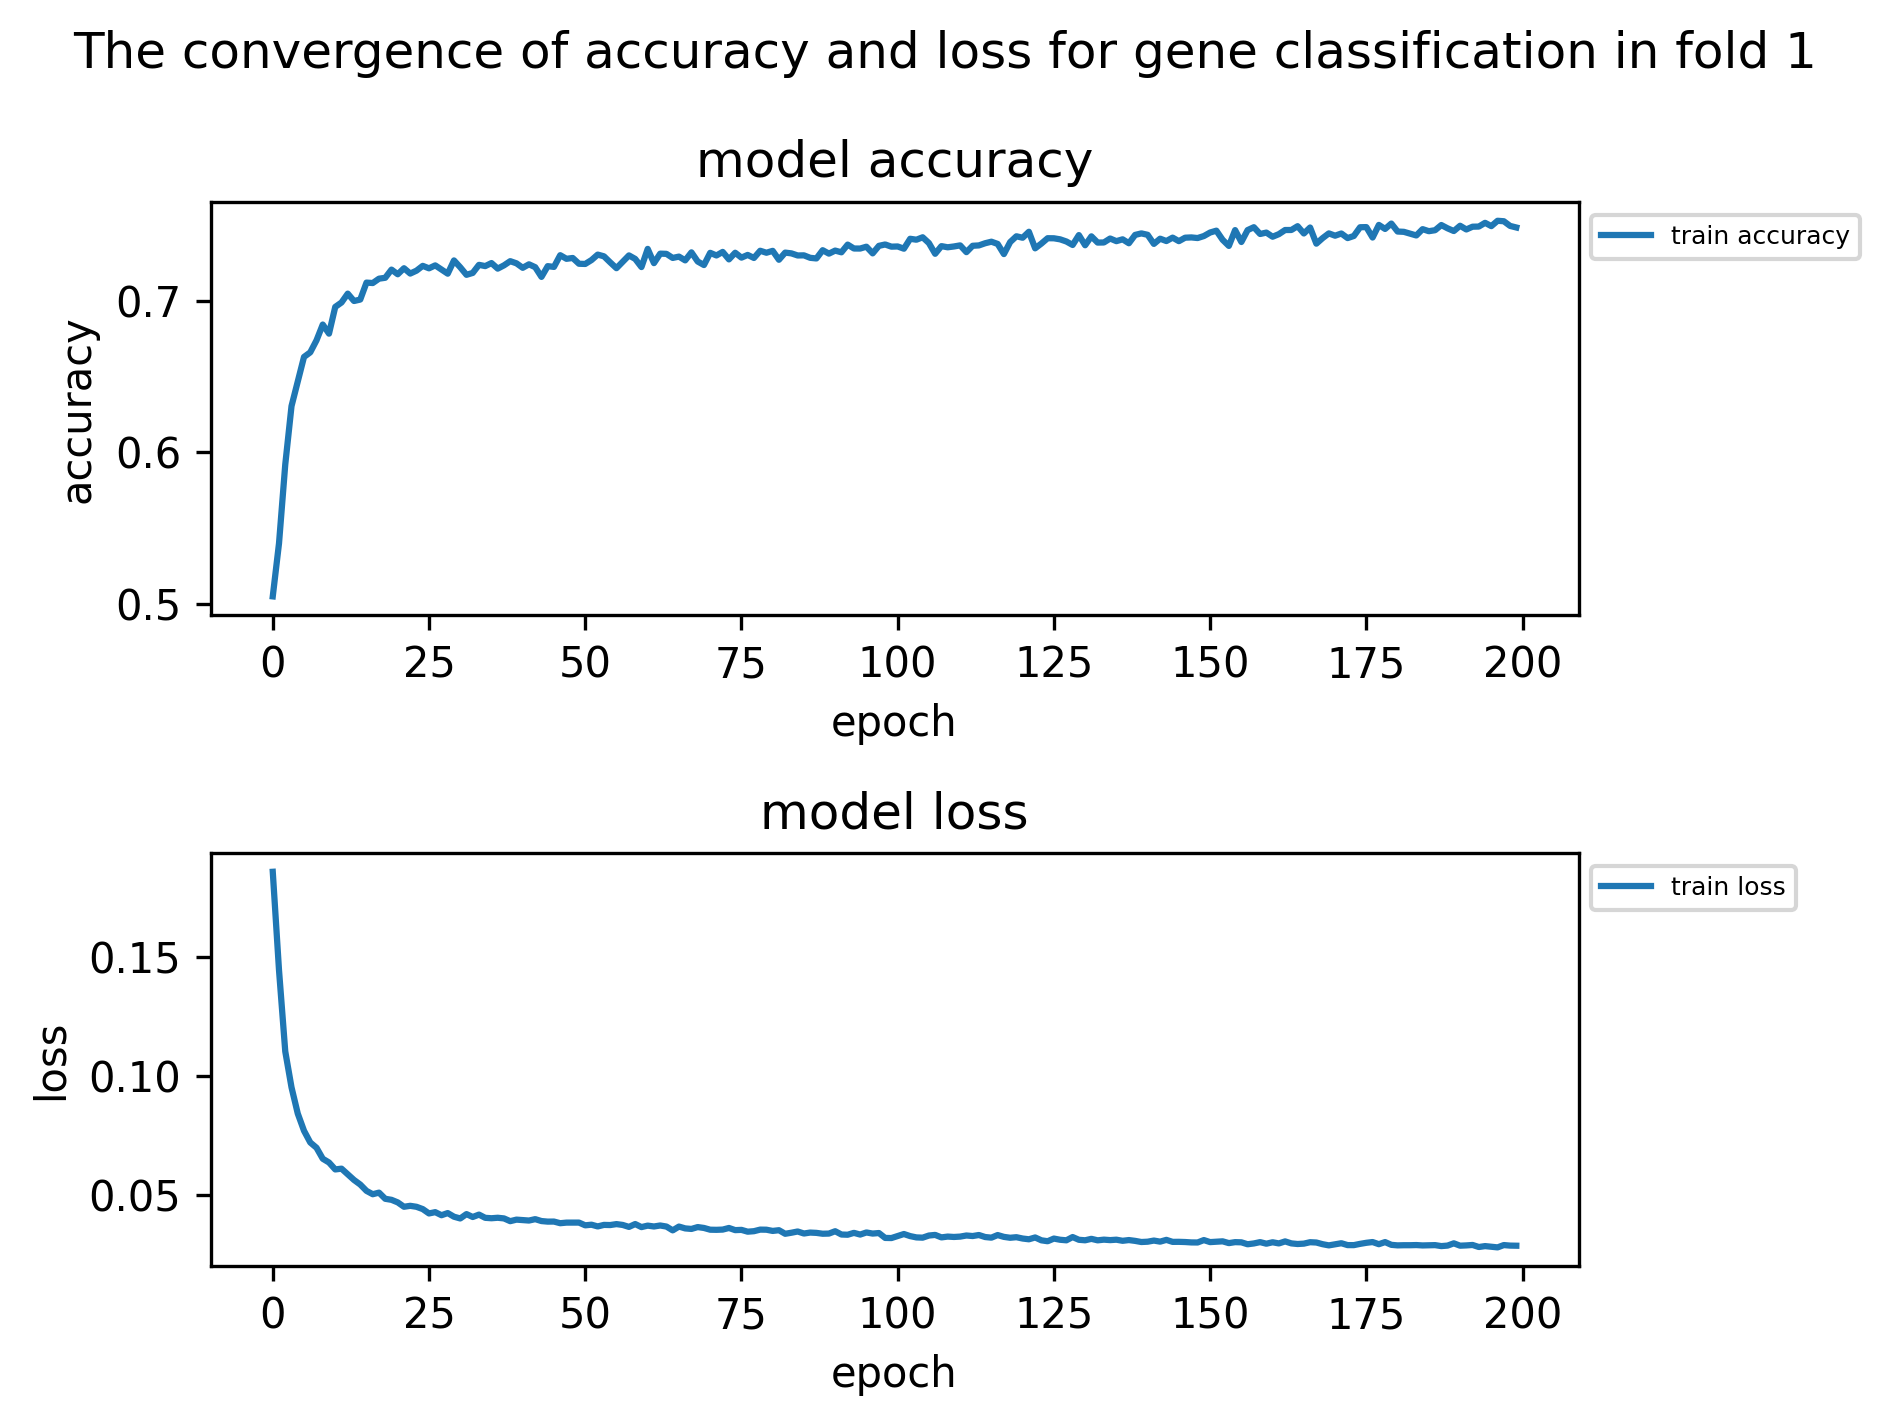 The convergence of accuracy and loss for gene classification in fold 1
model accuracy
train accuracy
0.7
0.6
0.5
accuracy
0 25 50 75 100 125 150 175 200
epoch
model loss
train loss
0.15
0.10
0.05
loss
0 25 50 75 100 125 150 175 200
epoch